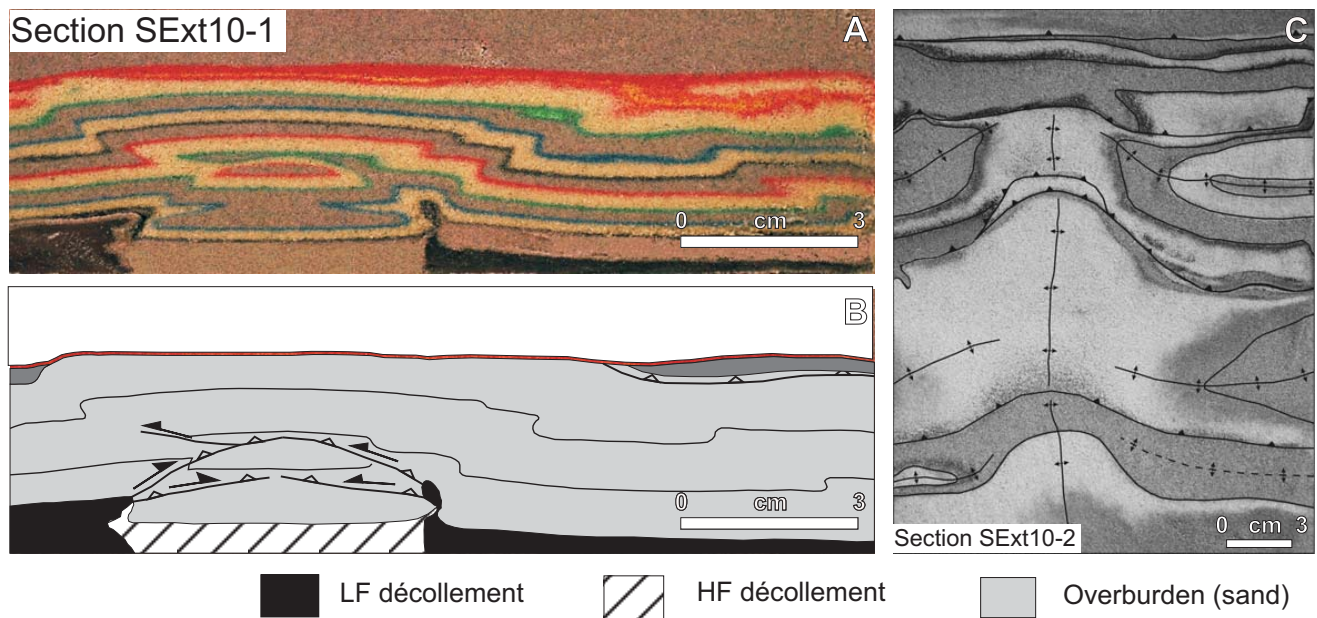 Section SExt10-1
A
0 cm 3
B
0 cm 3
C
Section SExt10-2
0 cm 3
LF décollement
HF décollement
Overburden (sand)